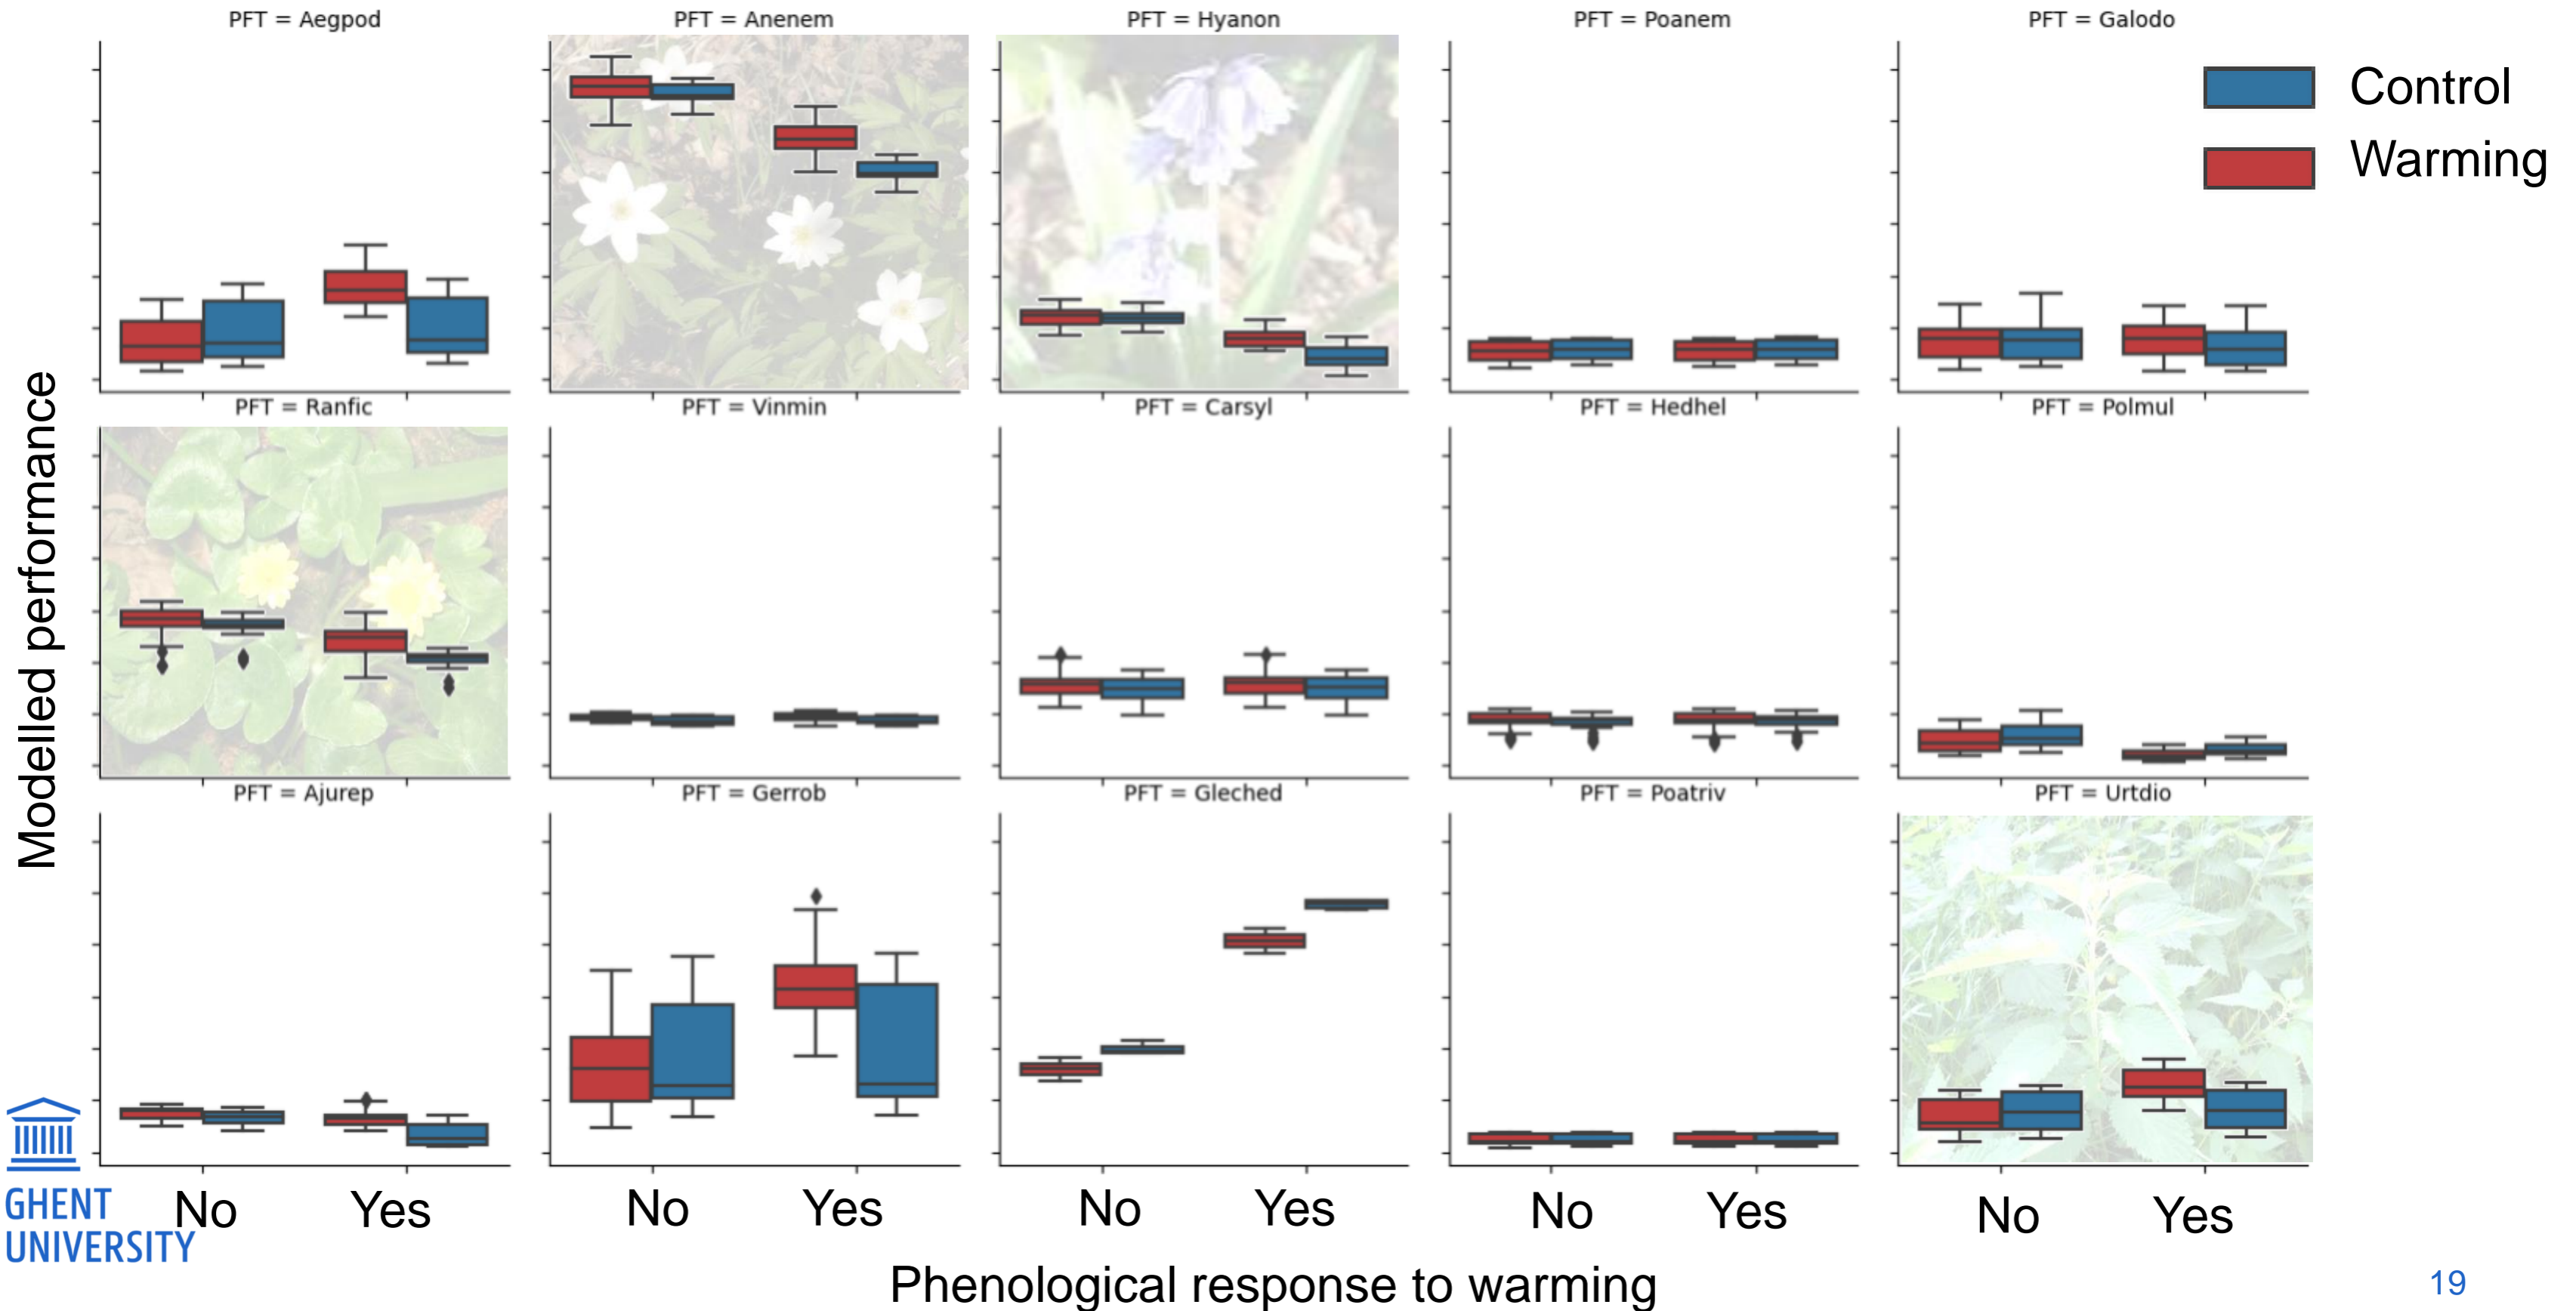 PFT = Aegpod
PFT = Anenem
PFT = Hyanon
PFT = Poanem
PFT = Galodo
Control
Warming
Modelled performance
PFT = Ranfic
PFT = Vinmin
PFT = Carsyl
PFT = Hedhel
PFT = Polmul
PFT = Ajurep
PFT = Gerrob
PFT = Gleched
PFT = Poatriv
PFT = Urtdio
No
Yes
No
Yes
No
Yes
No
Yes
No
Yes
GHENT
UNIVERSITY
Phenological response to warming
19